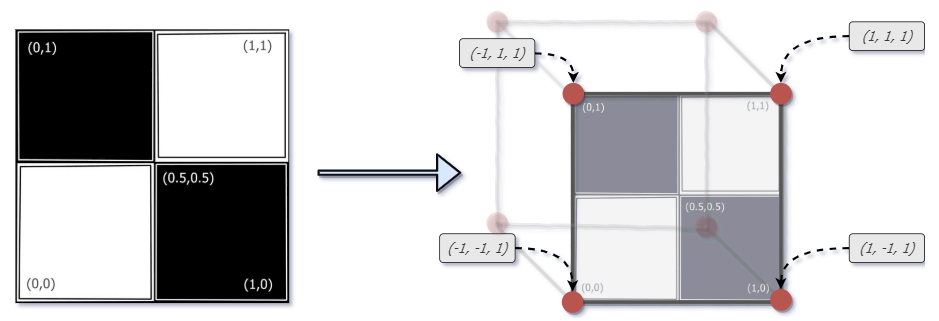 (0,1)
(1,1)
(0.5,0.5)
(0,0)
(1,0)
(-1, 1, 1)
(1, 1, 1)
(0,1)
(1,1)
(0.5,0.5)
(-1, -1, 1)
(1, -1, 1)
(0,0)
(1,0)